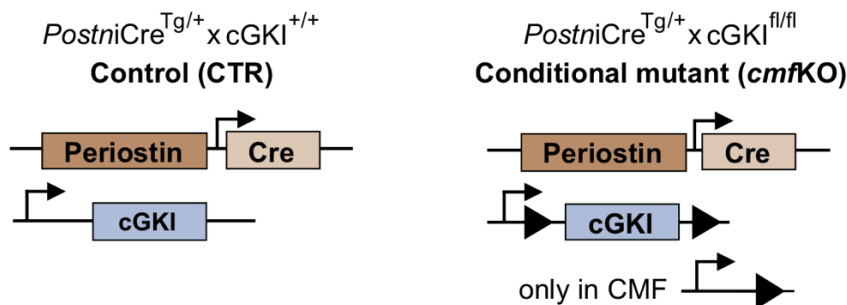 PostniCre^Tg/+ x cGKI^+/+
Control (CTR)
Periostin Cre
cGKI
PostniCre^Tg/+ x cGKI^fl/fl
Conditional mutant (cmfKO)
Periostin Cre
cGKI
only in CMF